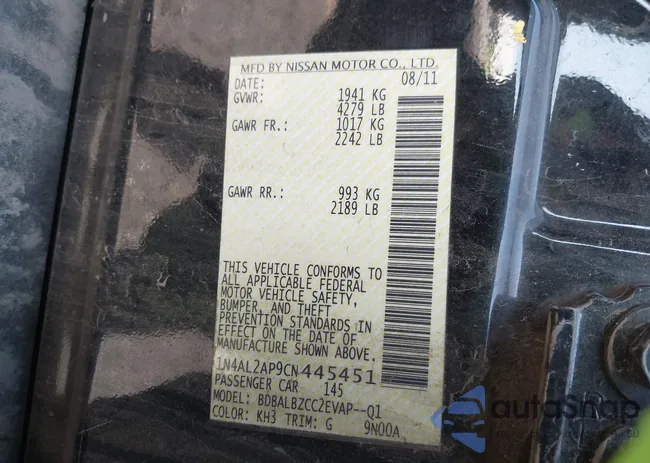 MFD BY NISSAN MOTOR CO., LTD.
DATE: 08/11
GVWR: 1941 KG
4279 LB
GAWR FR.: 1017 KG
2242 LB
GAWR RR.: 993 KG
2189 LB
THIS VEHICLE CONFORMS TO
ALL APPLICABLE FEDERAL
MOTOR VEHICLE SAFETY,
BUMPER, AND THEFT
PREVENTION STANDARDS IN
EFFECT ON THE DATE OF
MANUFACTURE SHOWN ABOVE.
1N4AL2AP9CN445451
PASSENGER CAR 145
MODEL: BDBALBZCC2EVAP--Q1
COLOR: KH3 TRIM: G 9N00A
autoSnap